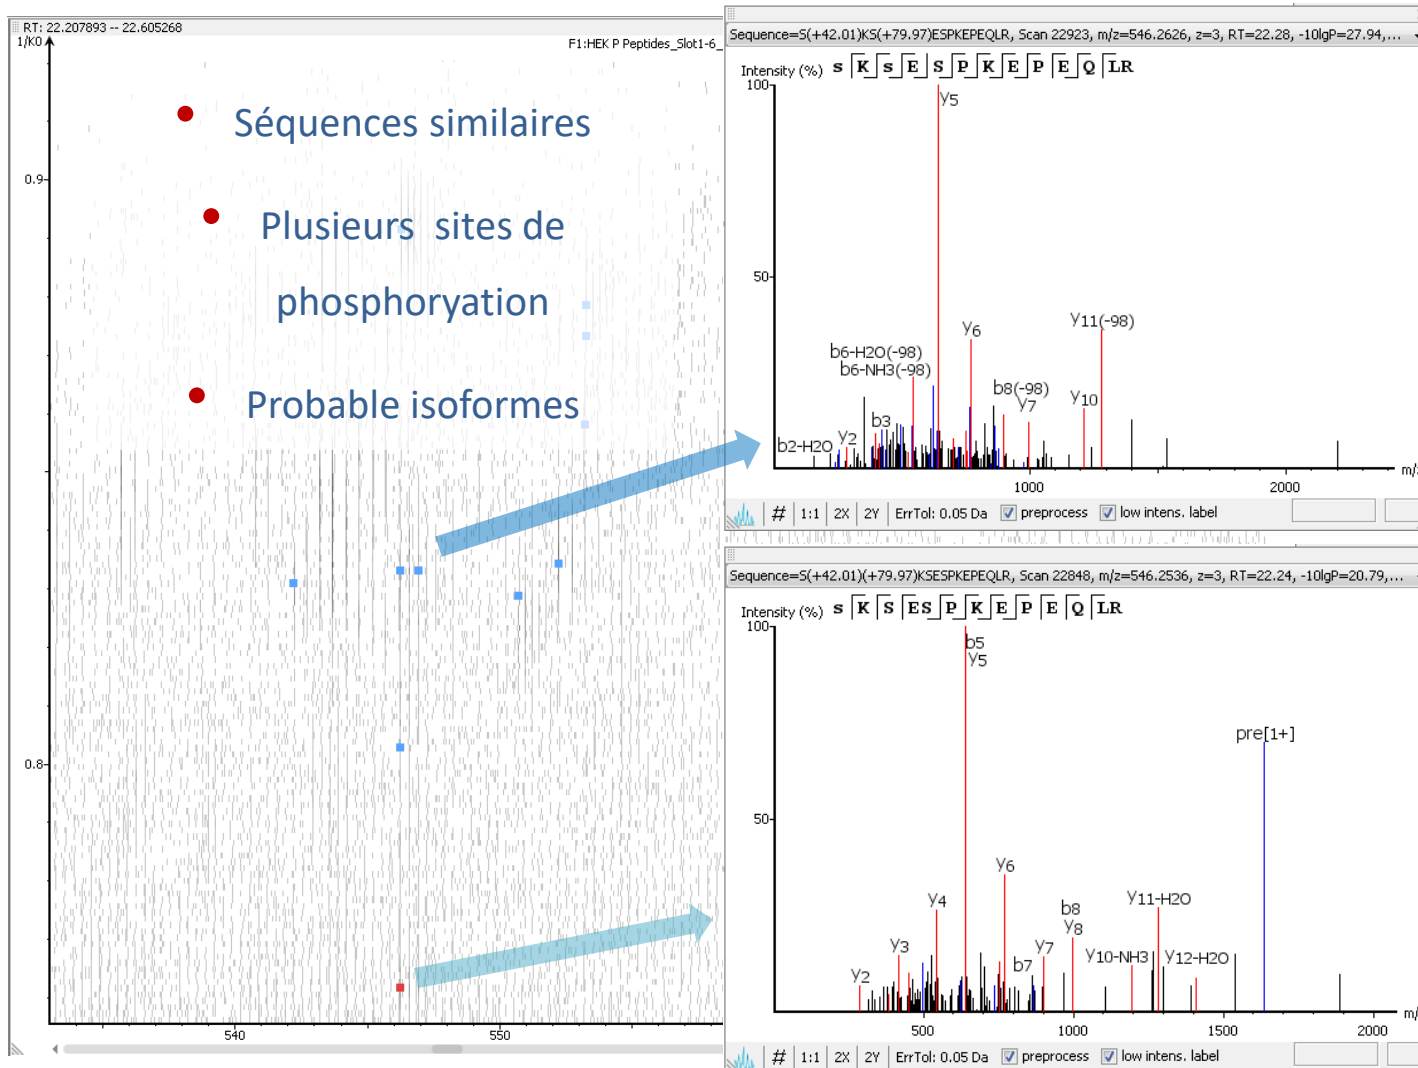 RT: 22.207893 -- 22.605268
1/K0
F1:HEK P Peptides_Slot1-6_
Séquences similaires
Plusieurs sites de
phosphoryation
Probable isoformes
0.9
0.8
540
550
Sequence=S(+42.01)KS(+79.97)ESPKEPEQLR, Scan 22923, m/z=546.2626, z=3, RT=22.28, -10lgP=27.94,...
Intensity (%) s K s E S P K E P E Q LR
100
50
y5
y6
y11(-98)
b6-H2O(-98)
b6-NH3(-98)
b8(-98)
y7
y10
b3
y2
b2-H2O
1000
2000
m/
# 1:1 2X 2Y ErrTol: 0.05 Da preprocess low intens. label
Sequence=S(+42.01)(+79.97)KSESPKEPEQLR, Scan 22848, m/z=546.2536, z=3, RT=22.24, -10lgP=20.79,...
Intensity (%) s K S E S P K E P E Q LR
100
50
b5
y5
pre[1+]
y6
y4
y11-H2O
b8
y8
y3
y7
y10-NH3
y12-H2O
b7
y2
500
1000
1500
2000
m/
# 1:1 2X 2Y ErrTol: 0.05 Da preprocess low intens. label